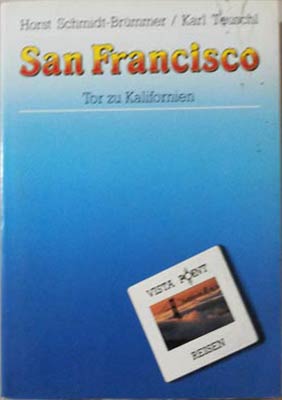 Horst Schmidt-Brümmer / Karl Teuschl
San Francisco
Tor zu Kalifornien
VISTA POINT
REISEN